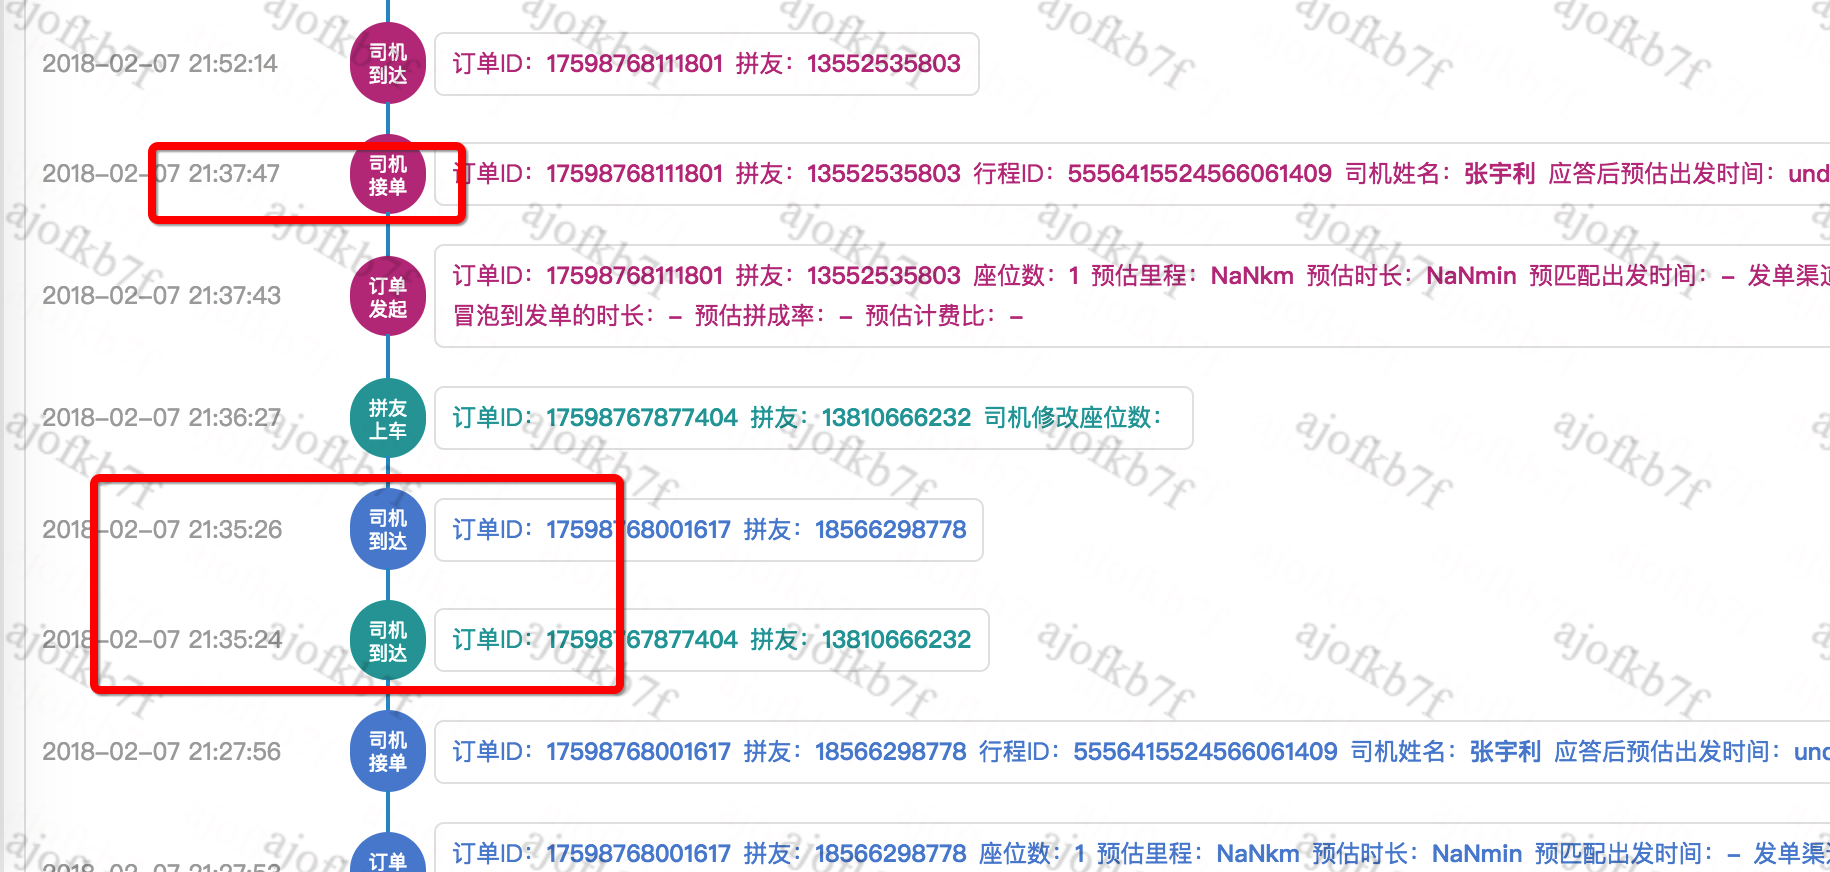 2018-02-07 21:52:14 司机到达 订单ID：17598768111801 拼友：13552535803
2018-02-07 21:37:47 司机接单 订单ID：17598768111801 拼友：13552535803 行程ID：5556415524566061409 司机姓名：张宇利 应答后预估出发时间：und
2018-02-07 21:37:43 订单发起 订单ID：17598768111801 拼友：13552535803 座位数：1 预估里程：NaNkm 预估时长：NaNmin 预匹配出发时间：– 发单渠道
冒泡到发单的时长：– 预估拼成率：– 预估计费比：–
2018-02-07 21:36:27 拼友上车 订单ID：17598767877404 拼友：13810666232 司机修改座位数：
2018-02-07 21:35:26 司机到达 订单ID：17598768001617 拼友：18566298778
2018-02-07 21:35:24 司机到达 订单ID：17598767877404 拼友：13810666232
2018-02-07 21:27:56 司机接单 订单ID：17598768001617 拼友：18566298778 行程ID：5556415524566061409 司机姓名：张宇利 应答后预估出发时间：und
订单 订单ID：17598768001617 拼友：18566298778 座位数：1 预估里程：NaNkm 预估时长：NaNmin 预匹配出发时间：– 发单渠
ajofkb7f